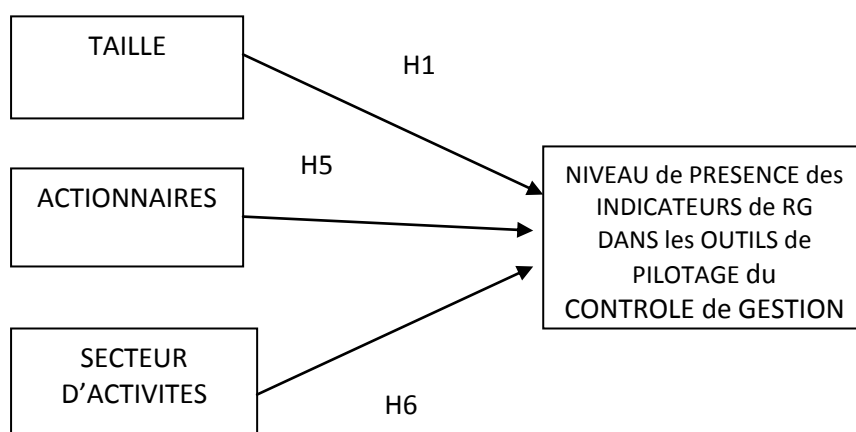 TAILLE
H1
H5
ACTIONNAIRES
NIVEAU de PRESENCE des
INDICATEURS de RG
DANS les OUTILS de
PILOTAGE du
CONTROLE de GESTION
SECTEUR
D’ACTIVITES
H6